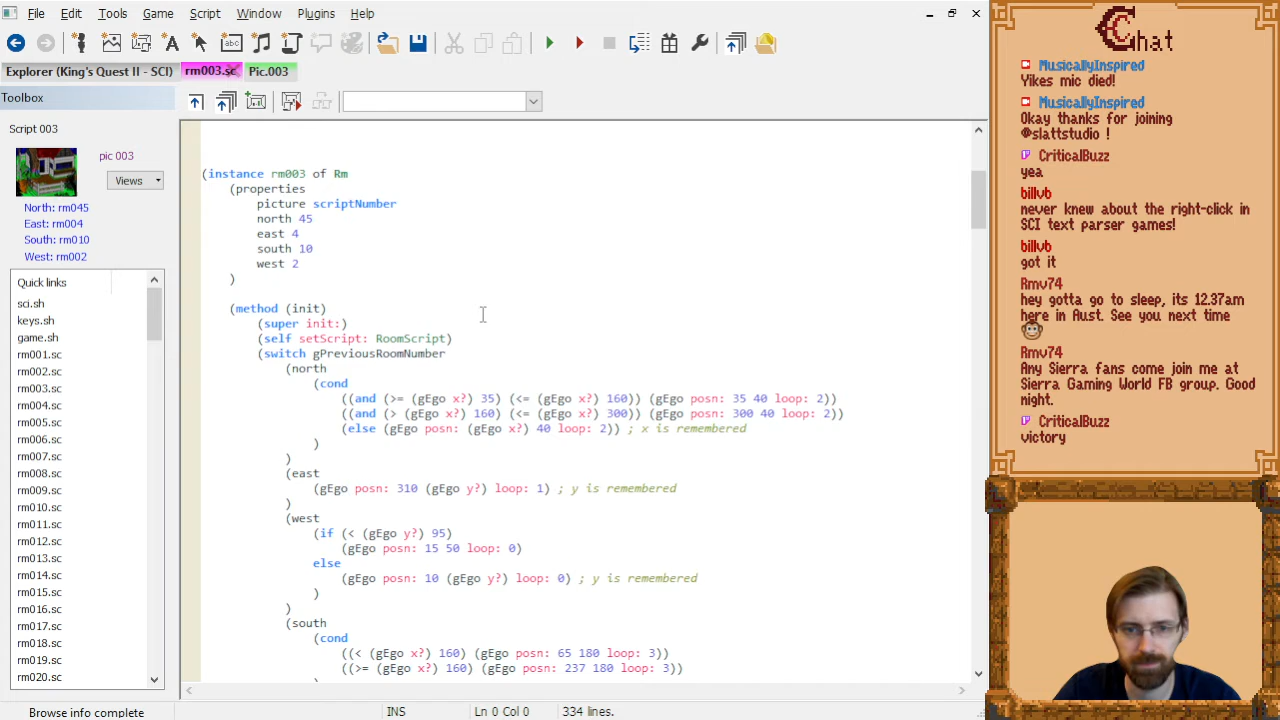 File Edit Tools Game Script Window Plugins Help
Explorer (King's Quest II - SCI) rm003.sc Pic.003
Toolbox
Script 003
pic 003
Views
North: rm045
East: rm004
South: rm010
West: rm002
Quick links
sci.sh
keys.sh
game.sh
rm001.sc
rm002.sc
rm003.sc
rm004.sc
rm005.sc
rm006.sc
rm007.sc
rm008.sc
rm009.sc
rm010.sc
rm011.sc
rm012.sc
rm013.sc
rm014.sc
rm015.sc
rm016.sc
rm017.sc
rm018.sc
rm019.sc
rm020.sc
(instance rm003 of Rm
(properties
picture scriptNumber
north 45
east 4
south 10
west 2
)
(method (init)
(super init:)
(self setScript: RoomScript)
(switch gPreviousRoomNumber
(north
(cond
((and (>= (gEgo x?) 35) (<= (gEgo x?) 160)) (gEgo posn: 35 40 loop: 2))
((and (> (gEgo x?) 160) (<= (gEgo x?) 300)) (gEgo posn: 300 40 loop: 2))
(else (gEgo posn: (gEgo x?) 40 loop: 2)) ; x is remembered
)
)
(east
(gEgo posn: 310 (gEgo y?) loop: 1) ; y is remembered
)
(west
(if (< (gEgo y?) 95)
(gEgo posn: 15 50 loop: 0)
else
(gEgo posn: 10 (gEgo y?) loop: 0) ; y is remembered
)
)
(south
(cond
((< (gEgo x?) 160) (gEgo posn: 65 180 loop: 3))
((>= (gEgo x?) 160) (gEgo posn: 237 180 loop: 3))
Browse info complete INS Ln 0 Col 0 334 lines.
Chat
MusicallyInspired
Yikes mic died!
MusicallyInspired
Okay thanks for joining
@slattstudio !
CriticalBuzz
yea
billvb
never knew about the right-click in
SCI text parser games!
billvb
got it
Rmv74
hey gotta go to sleep, its 12.37am
here in Aust. See you next time
Rmv74
Any Sierra fans come join me at
Sierra Gaming World FB group. Good
night.
CriticalBuzz
victory